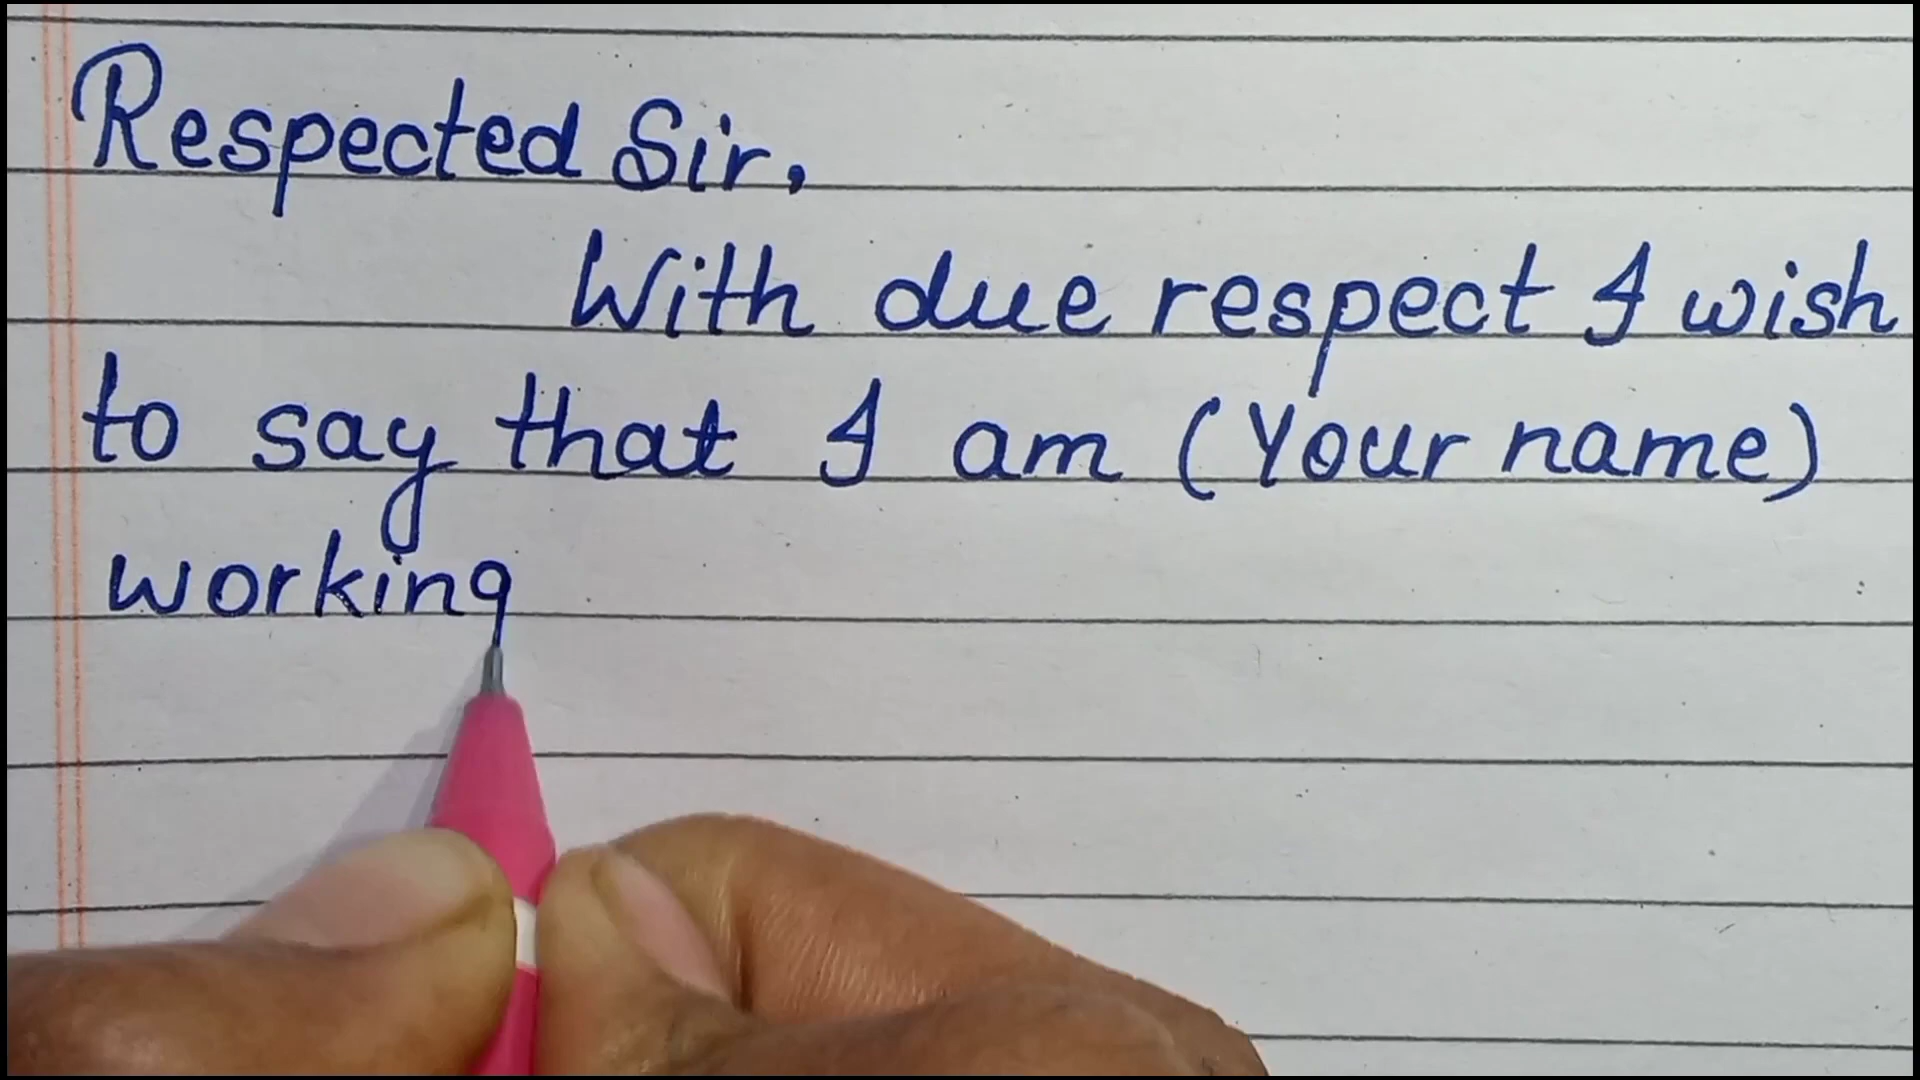 Respected Sir,
With due respect I wish
to say that I am (Your name)
working